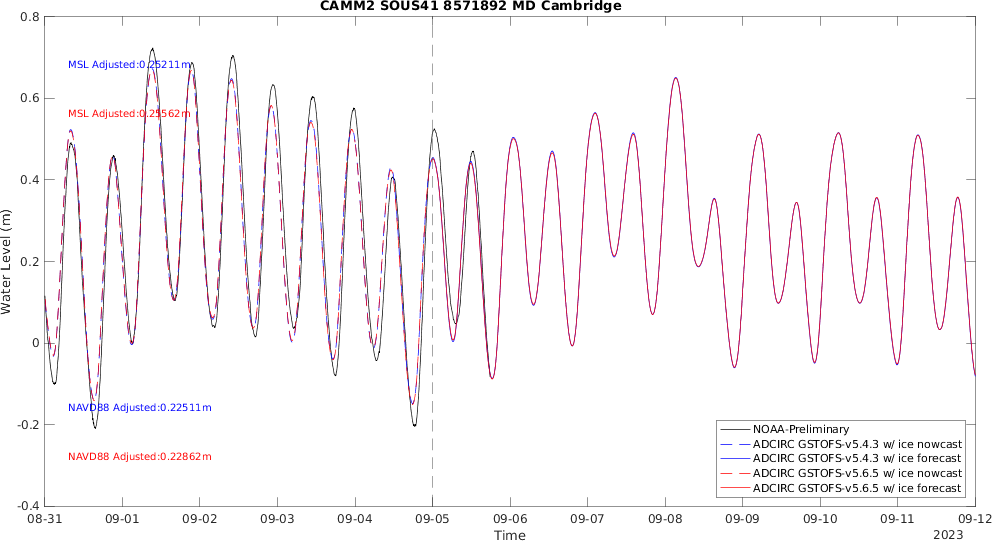 CAMM2 SOUS41 8571892 MD Cambridge
0.8
0.6
0.4
0.2
0
-0.2
-0.4
Water Level (m)
MSL Adjusted:0.25211m
MSL Adjusted:0.25562m
NAVD88 Adjusted:0.22511m
NAVD88 Adjusted:0.22862m
NOAA-Preliminary
ADCIRC GSTOFS-v5.4.3 w/ ice nowcast
ADCIRC GSTOFS-v5.4.3 w/ ice forecast
ADCIRC GSTOFS-v5.6.5 w/ ice nowcast
ADCIRC GSTOFS-v5.6.5 w/ ice forecast
08-31 09-01 09-02 09-03 09-04 09-05 09-06 09-07 09-08 09-09 09-10 09-11 09-12
Time
2023